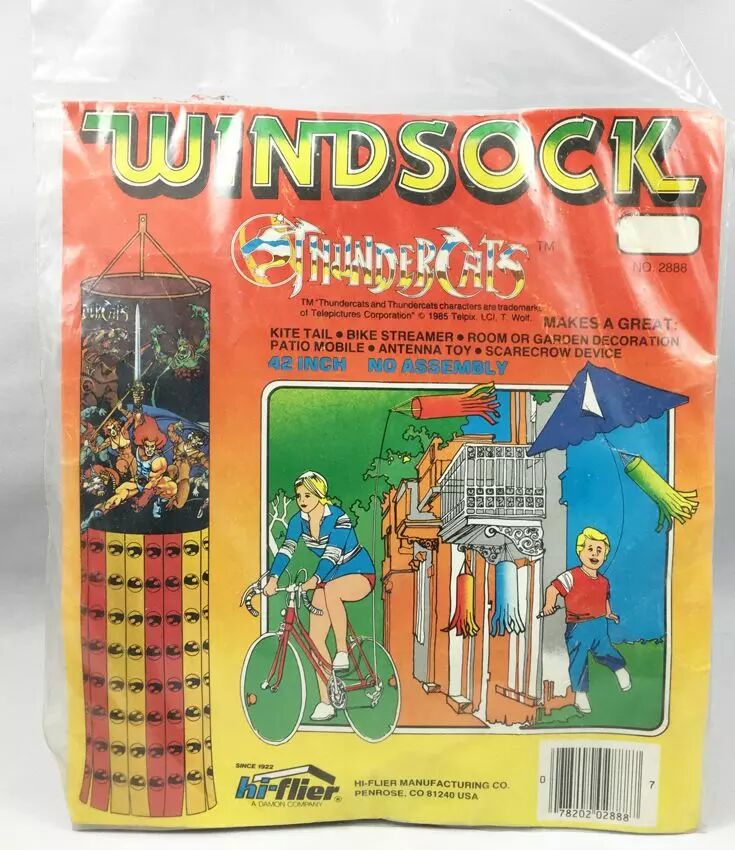 WINDSOCK
THUNDERCATS TM
NO. 2888
TM "Thundercats and Thundercats characters are trademarks
of Telepictures Corporation" © 1985 Telpix. LCI, T. Wolf.
MAKES A GREAT:
KITE TAIL • BIKE STREAMER • ROOM OR GARDEN DECORATION
PATIO MOBILE • ANTENNA TOY • SCARECROW DEVICE
42 INCH NO ASSEMBLY
ThunderCats
SINCE 1922
hi-flier®
A DAMON COMPANY
HI-FLIER MANUFACTURING CO.
PENROSE, CO 81240 USA
0 78202 02888 7